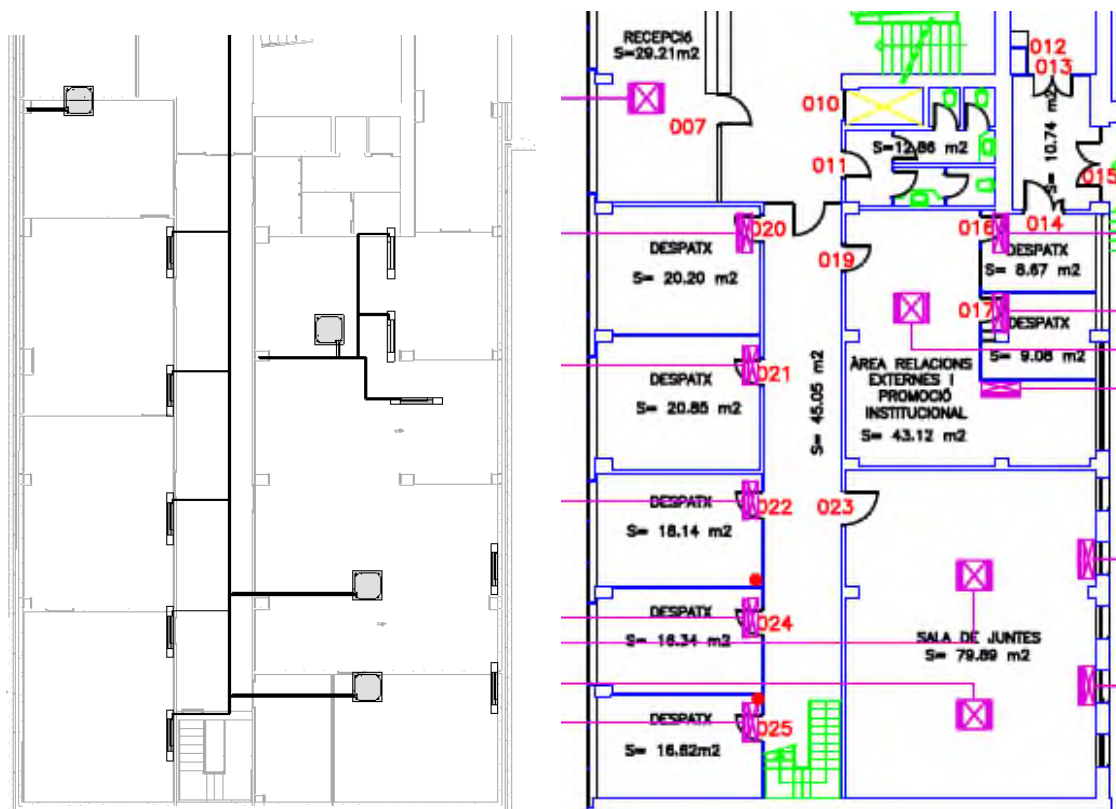 RECEPCIÓ
S=29.21m2
007
010
011
S=12.86 m2
012
013
S= 10.74 m2
015
014
020
DESPATX
S= 20.20 m2
019
016
DESPATX
S= 8.67 m2
017
DESPATX
S= 9.08 m2
021
DESPATX
S= 20.85 m2
S= 45.05 m2
ÀREA RELACIONS
EXTERNES I
PROMOCIÓ
INSTITUCIONAL
S= 43.12 m2
022
DESPATX
S= 18.14 m2
023
024
DESPATX
S= 16.34 m2
SALA DE JUNTES
S= 79.89 m2
025
DESPATX
S= 16.62m2